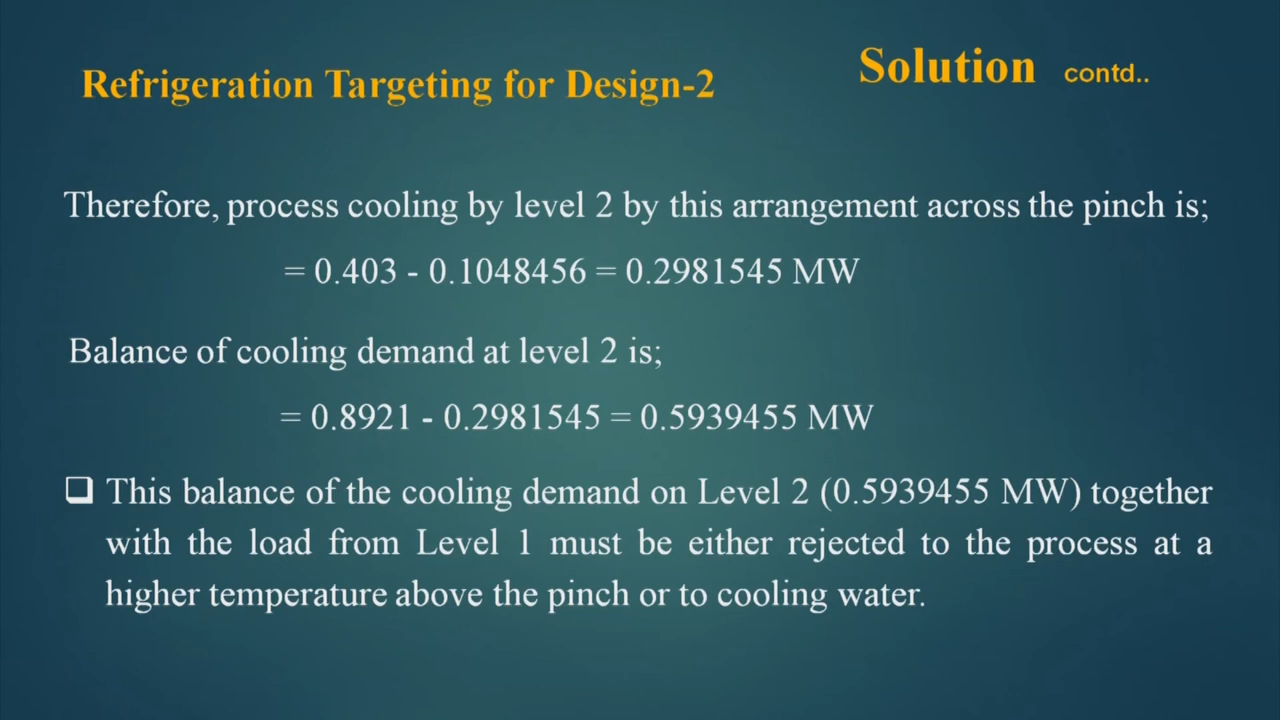 Refrigeration Targeting for Design-2
Solution contd..
Therefore, process cooling by level 2 by this arrangement across the pinch is;
= 0.403 - 0.1048456 = 0.2981545 MW
Balance of cooling demand at level 2 is;
= 0.8921 - 0.2981545 = 0.5939455 MW
❑ This balance of the cooling demand on Level 2 (0.5939455 MW) together
with the load from Level 1 must be either rejected to the process at a
higher temperature above the pinch or to cooling water.